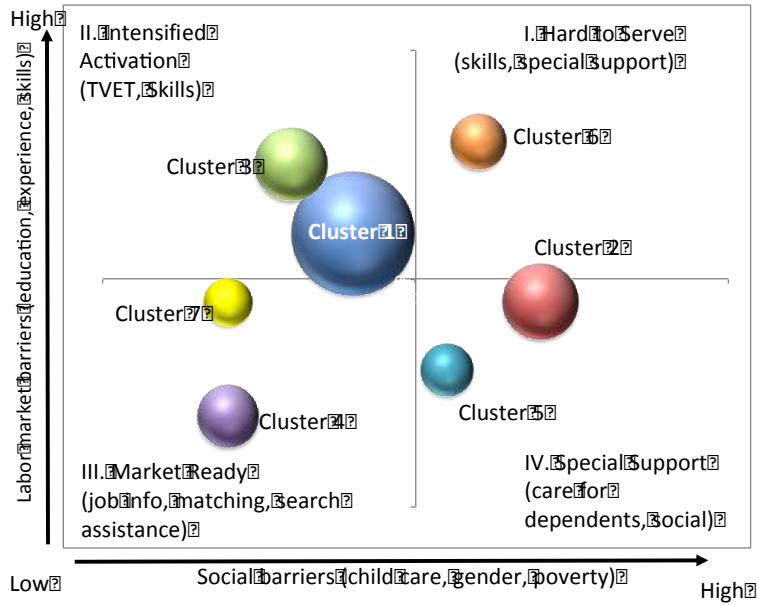 High
II. Intensified
Activation
(TVET, Skills)
I. Hard to Serve
(skills, special support)
Cluster 6
Cluster 3
Cluster 1
Cluster 2
Cluster 7
Cluster 5
Cluster 4
III. Market Ready
(job info, matching, search
assistance)
IV. Special Support
(care for
dependents, social)
Labor market barriers (education, experience, skills)
Low
Social barriers (child care, gender, poverty)
High